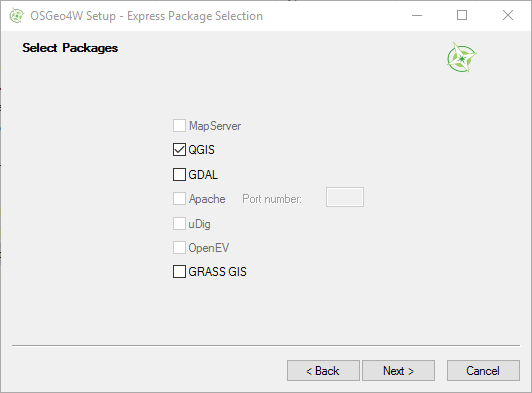 OSGeo4W Setup - Express Package Selection
Select Packages
MapServer
QGIS
GDAL
Apache Port number:
uDig
OpenEV
GRASS GIS
< Back Next > Cancel